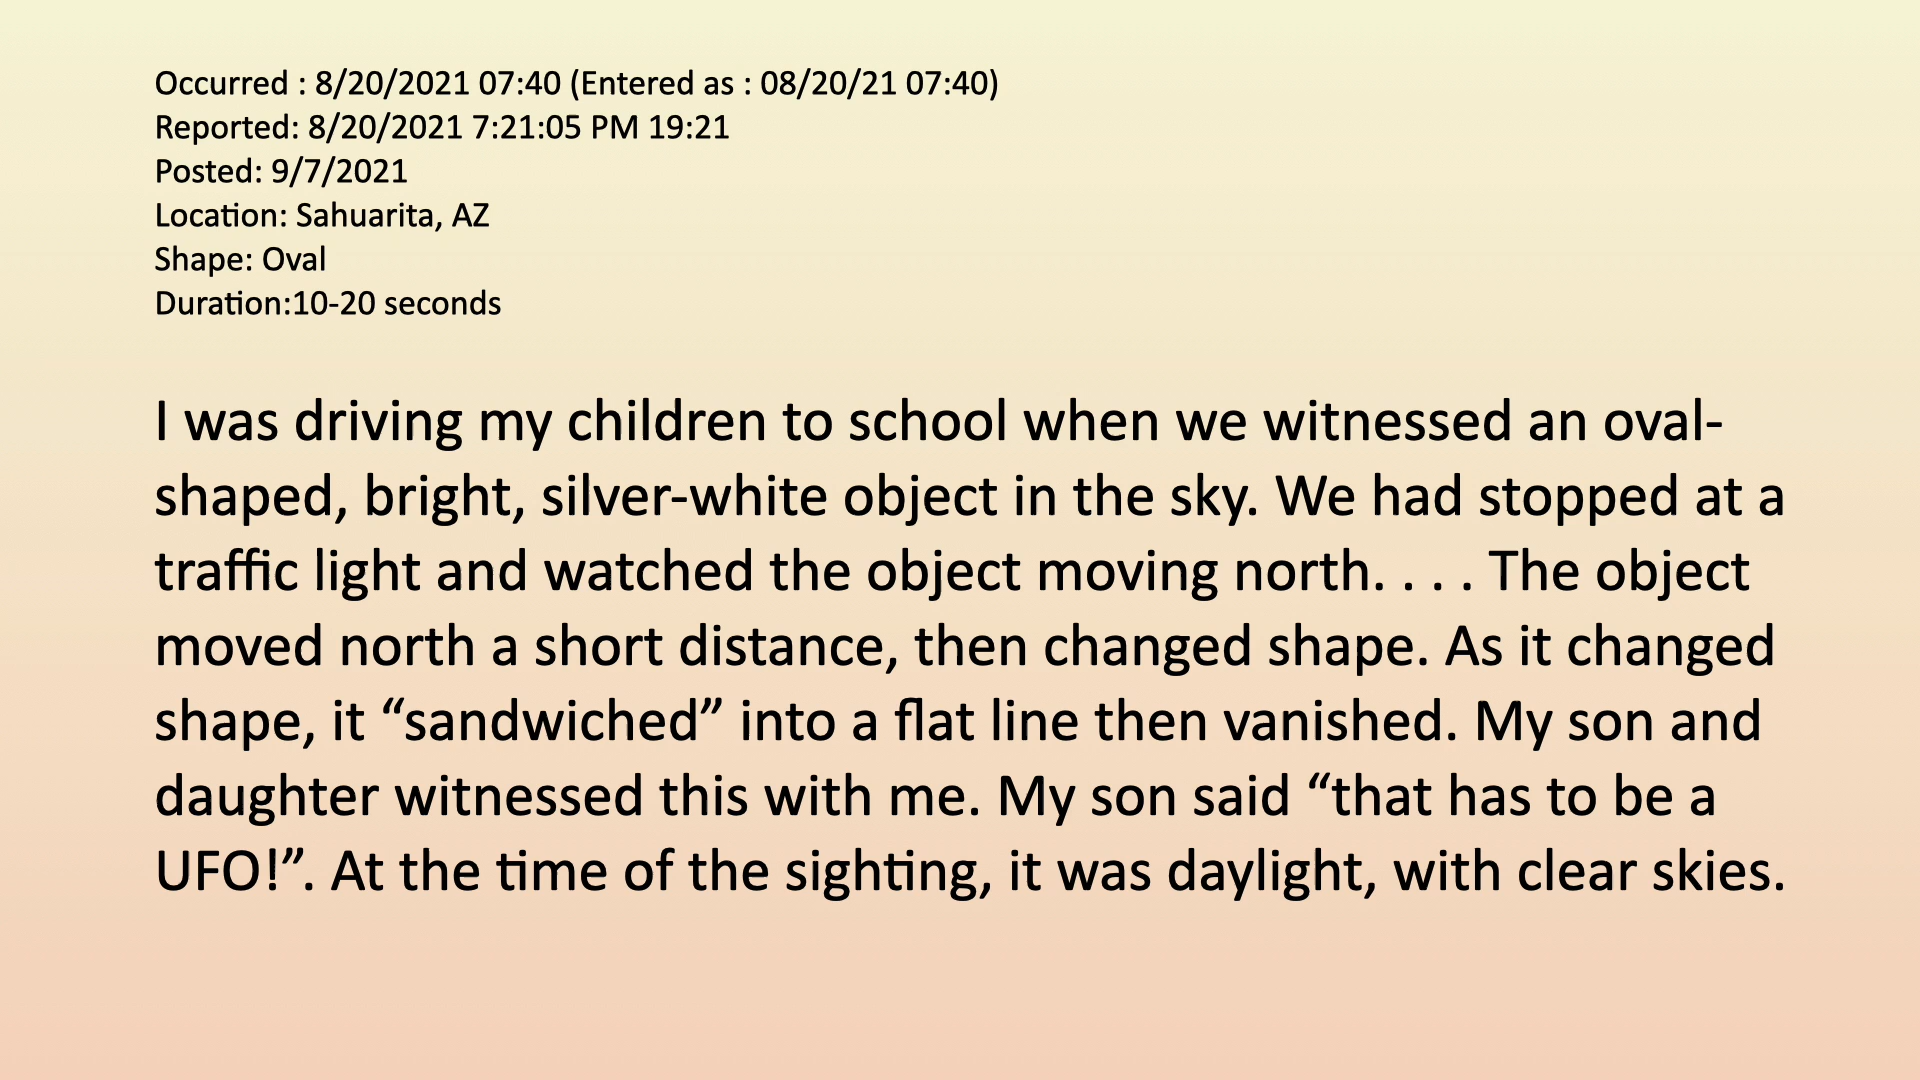 Occurred : 8/20/2021 07:40 (Entered as : 08/20/21 07:40)
Reported: 8/20/2021 7:21:05 PM 19:21
Posted: 9/7/2021
Location: Sahuarita, AZ
Shape: Oval
Duration:10-20 seconds
I was driving my children to school when we witnessed an oval-
shaped, bright, silver-white object in the sky. We had stopped at a
traffic light and watched the object moving north. . . . The object
moved north a short distance, then changed shape. As it changed
shape, it “sandwiched” into a flat line then vanished. My son and
daughter witnessed this with me. My son said “that has to be a
UFO!”. At the time of the sighting, it was daylight, with clear skies.